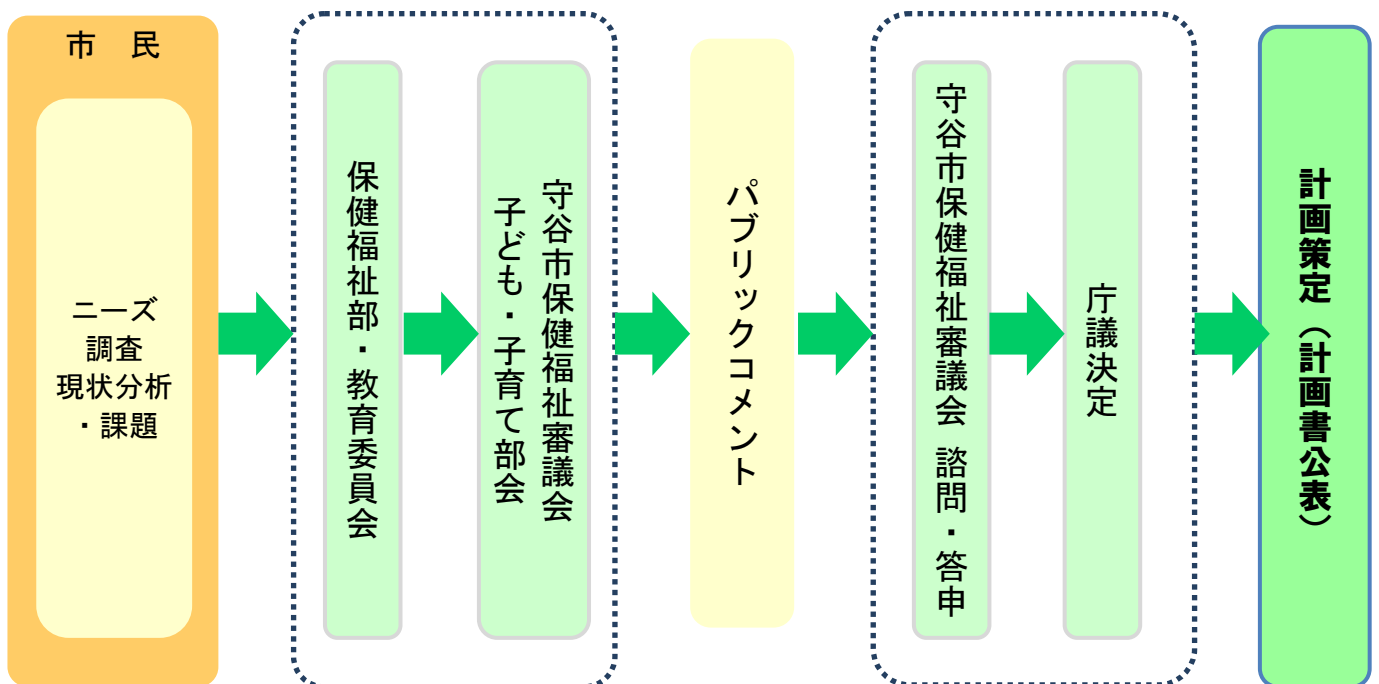 市　民
ニーズ
調査
現状分析
・課題
保健福祉部・教育委員会
守谷市保健福祉審議会
子ども・子育て部会
パブリックコメント
守谷市保健福祉審議会 諮問・答申
庁議決定
計画策定（計画書公表）